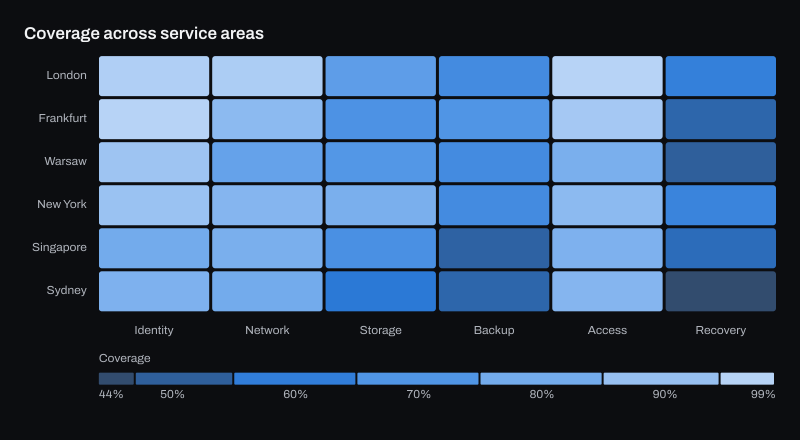 Coverage across service areas
London
Frankfurt
Warsaw
New York
Singapore
Sydney
Identity Network Storage Backup Access Recovery
Coverage
44% 50% 60% 70% 80% 90% 99%